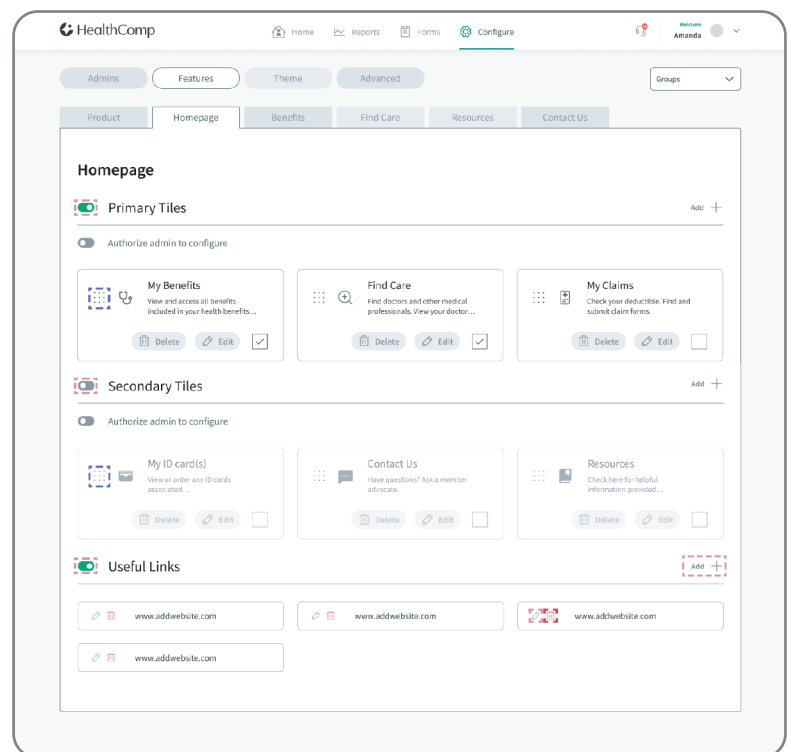 HealthComp
Home
Reports
Forms
Configure
Welcome
Amanda
Admins
Features
Theme
Advanced
Groups
Product
Homepage
Benefits
Find Care
Resources
Contact Us
Homepage
Primary Tiles
Add
Authorize admin to configure
My Benefits
View and access all benefits
included in your health benefits...
Delete
Edit
Find Care
Find doctors and other medical
professionals. View your doctor...
Delete
Edit
My Claims
Check your deductible. Find and
submit claim forms.
Delete
Edit
Secondary Tiles
Add
Authorize admin to configure
My ID card(s)
View or order any ID cards
associated...
Delete
Edit
Contact Us
Have questions? Ask a member
advocate.
Delete
Edit
Resources
Check here for helpful
information provided...
Delete
Edit
Useful Links
Add
www.addwebsite.com
www.addwebsite.com
www.addwebsite.com
www.addwebsite.com